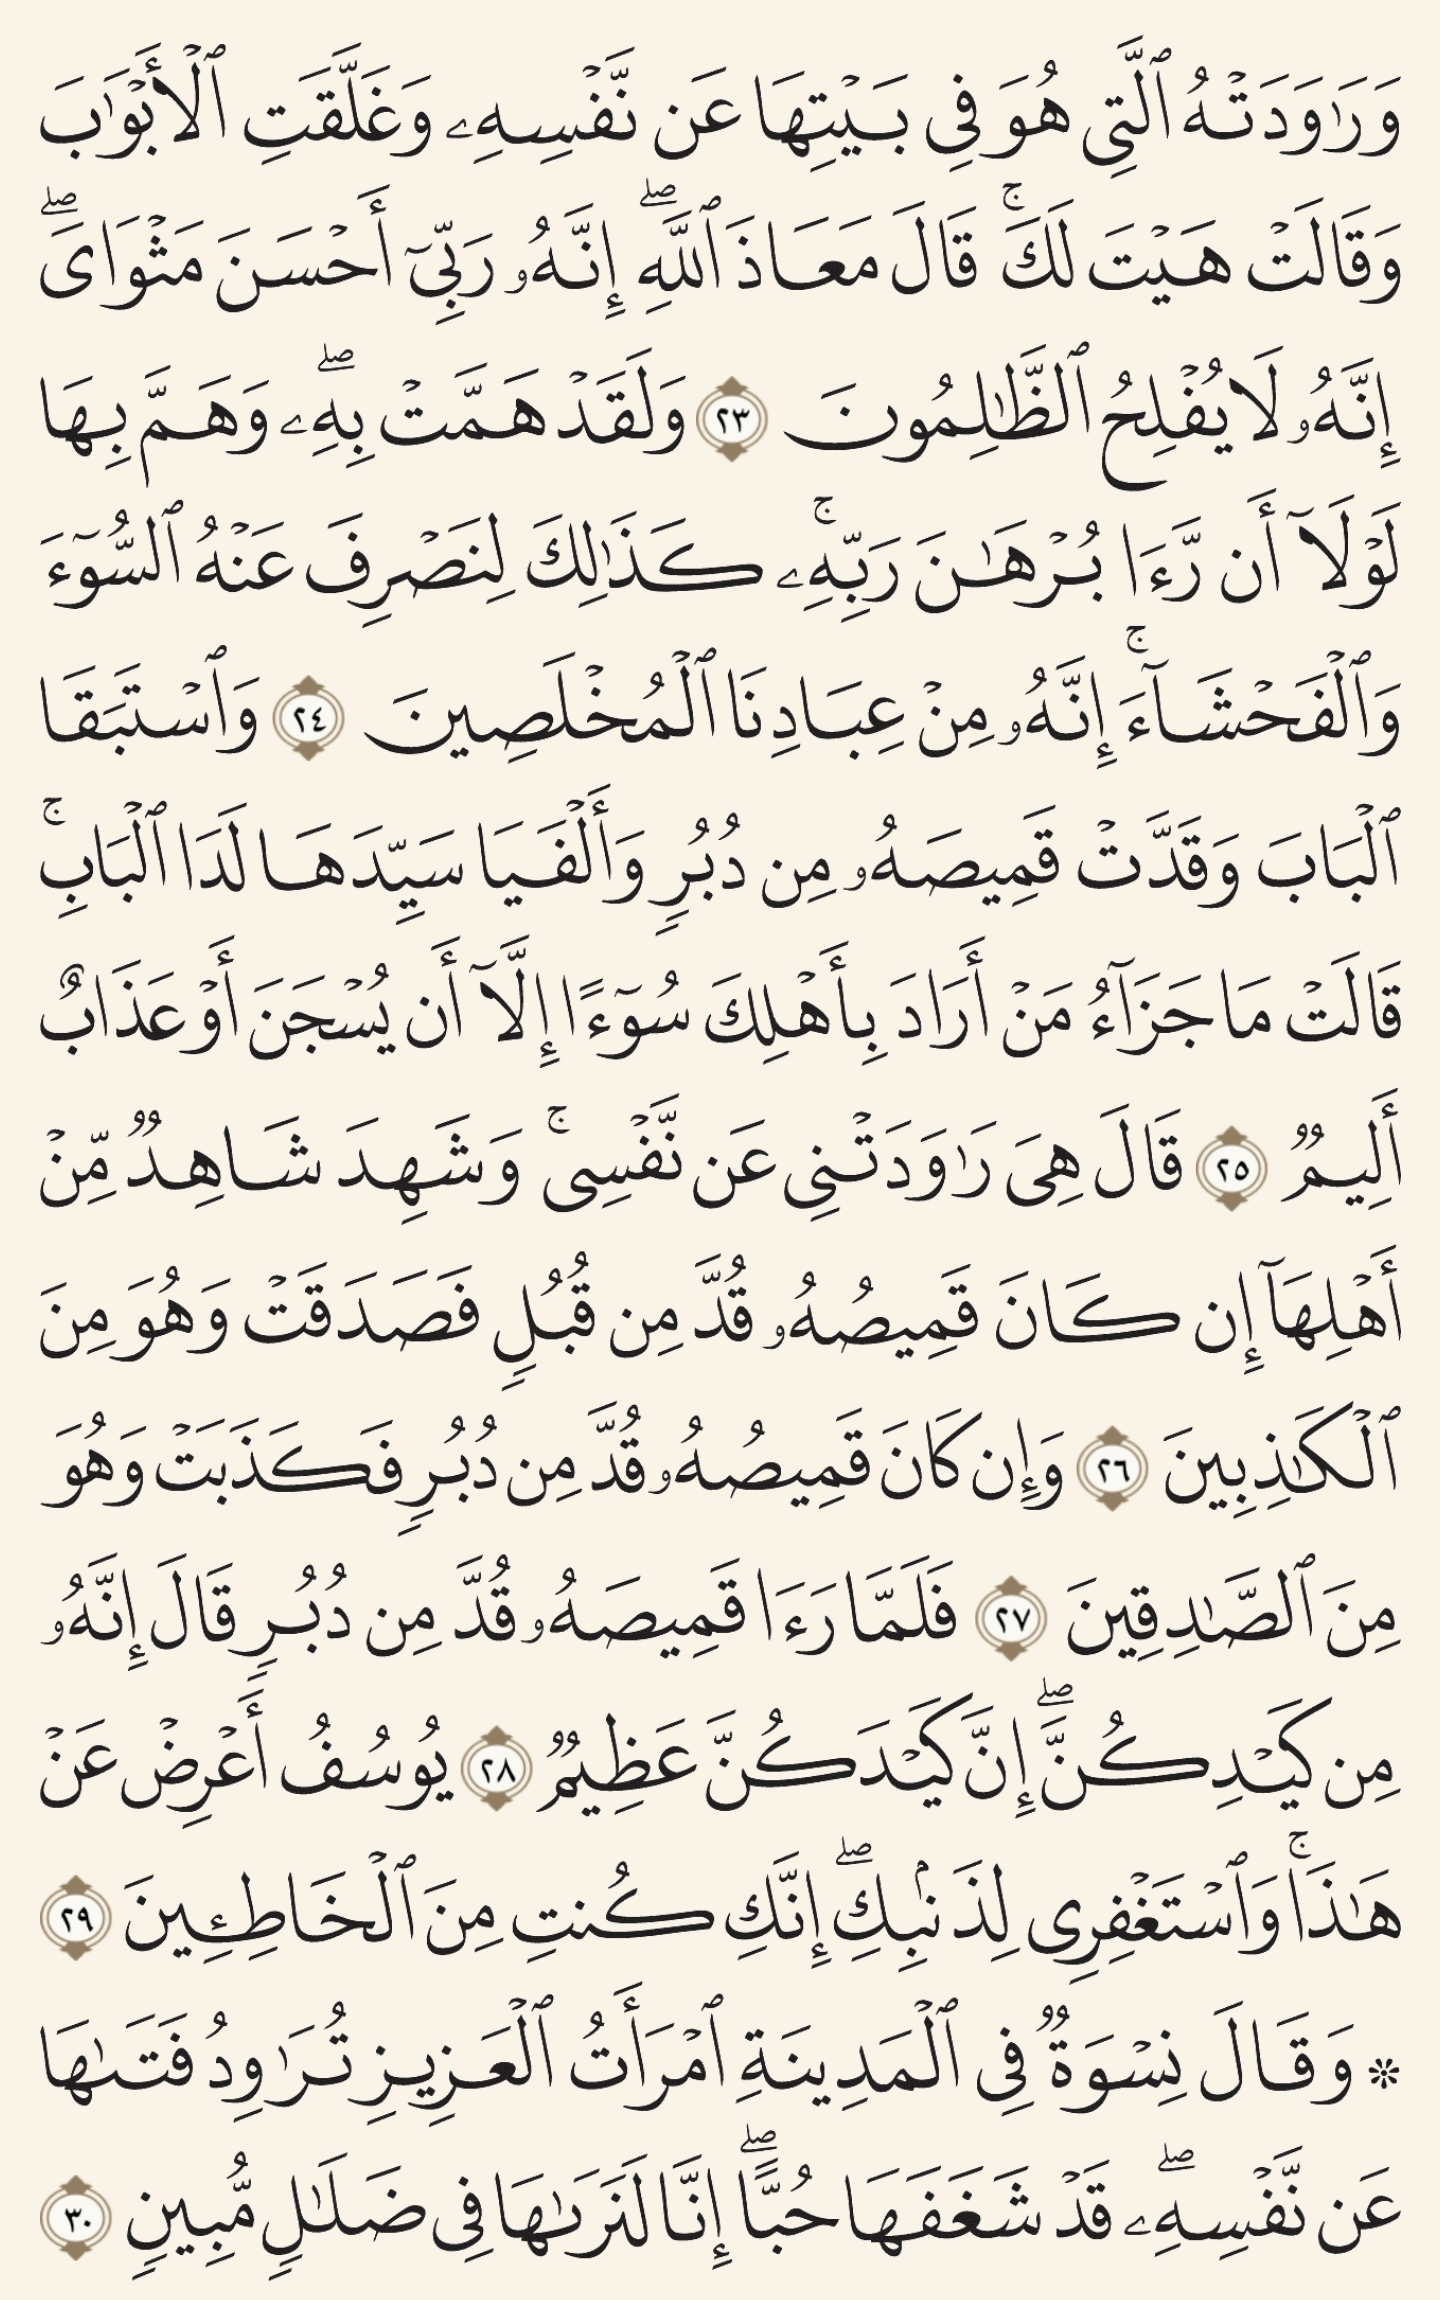 وَرَٰوَدَتۡهُ ٱلَّتِي هُوَ فِي بَيۡتِهَا عَن نَّفۡسِهِۦ وَغَلَّقَتِ ٱلۡأَبۡوَٰبَ
وَقَالَتۡ هَيۡتَ لَكَۚ قَالَ مَعَاذَ ٱللَّهِۖ إِنَّهُۥ رَبِّيٓ أَحۡسَنَ مَثۡوَايَۖ
إِنَّهُۥ لَا يُفۡلِحُ ٱلظَّٰلِمُونَ ٢٣ وَلَقَدۡ هَمَّتۡ بِهِۦۖ وَهَمَّ بِهَا
لَوۡلَآ أَن رَّءَا بُرۡهَٰنَ رَبِّهِۦۚ كَذَٰلِكَ لِنَصۡرِفَ عَنۡهُ ٱلسُّوٓءَ
وَٱلۡفَحۡشَآءَۚ إِنَّهُۥ مِنۡ عِبَادِنَا ٱلۡمُخۡلَصِينَ ٢٤ وَٱسۡتَبَقَا
ٱلۡبَابَ وَقَدَّتۡ قَمِيصَهُۥ مِن دُبُرٖ وَأَلۡفَيَا سَيِّدَهَا لَدَا ٱلۡبَابِۚ
قَالَتۡ مَا جَزَآءُ مَنۡ أَرَادَ بِأَهۡلِكَ سُوٓءًا إِلَّآ أَن يُسۡجَنَ أَوۡ عَذَابٌ
أَلِيمٞ ٢٥ قَالَ هِيَ رَٰوَدَتۡنِي عَن نَّفۡسِيۚ وَشَهِدَ شَاهِدٞ مِّنۡ
أَهۡلِهَآ إِن كَانَ قَمِيصُهُۥ قُدَّ مِن قُبُلٖ فَصَدَقَتۡ وَهُوَ مِنَ
ٱلۡكَٰذِبِينَ ٢٦ وَإِن كَانَ قَمِيصُهُۥ قُدَّ مِن دُبُرٖ فَكَذَبَتۡ وَهُوَ
مِنَ ٱلصَّٰدِقِينَ ٢٧ فَلَمَّا رَءَا قَمِيصَهُۥ قُدَّ مِن دُبُرٖ قَالَ إِنَّهُۥ
مِن كَيۡدِكُنَّۖ إِنَّ كَيۡدَكُنَّ عَظِيمٞ ٢٨ يُوسُفُ أَعۡرِضۡ عَنۡ
هَٰذَاۚ وَٱسۡتَغۡفِرِي لِذَنۢبِكِۖ إِنَّكِ كُنتِ مِنَ ٱلۡخَاطِـِٔينَ ٢٩
۞ وَقَالَ نِسۡوَةٞ فِي ٱلۡمَدِينَةِ ٱمۡرَأَتُ ٱلۡعَزِيزِ تُرَٰوِدُ فَتَىٰهَا
عَن نَّفۡسِهِۦۖ قَدۡ شَغَفَهَا حُبًّاۖ إِنَّا لَنَرَىٰهَا فِي ضَلَٰلٖ مُّبِينٖ ٣٠